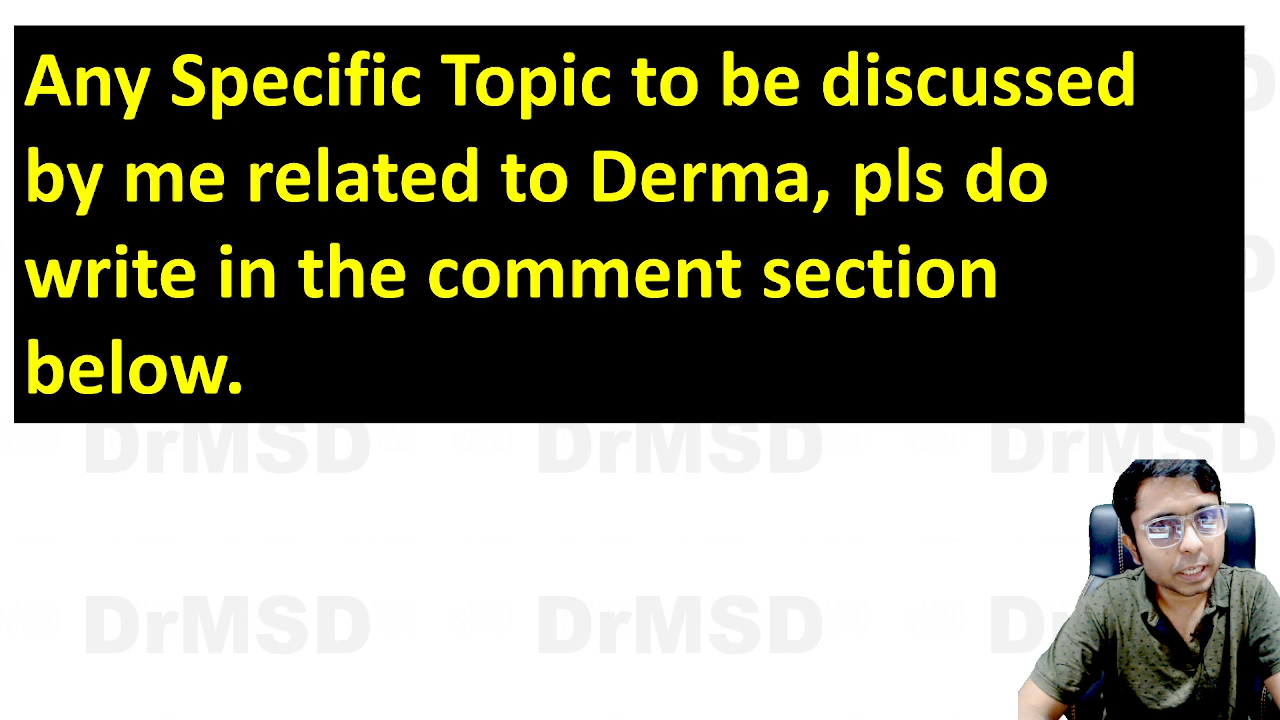 Any Specific Topic to be discussed
by me related to Derma, pls do
write in the comment section
below.
DrMSD DrMSD DrMSD
DrMSD DrMSD